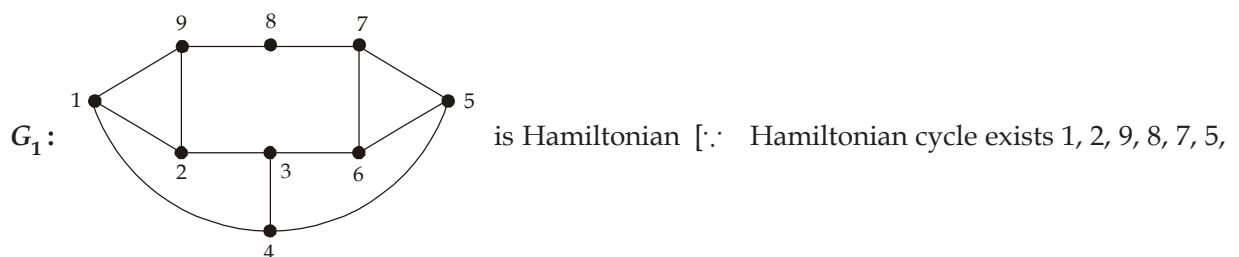 9 8 7
1 5
G₁: is Hamiltonian [∵ Hamiltonian cycle exists 1, 2, 9, 8, 7, 5,
2 3 6
4